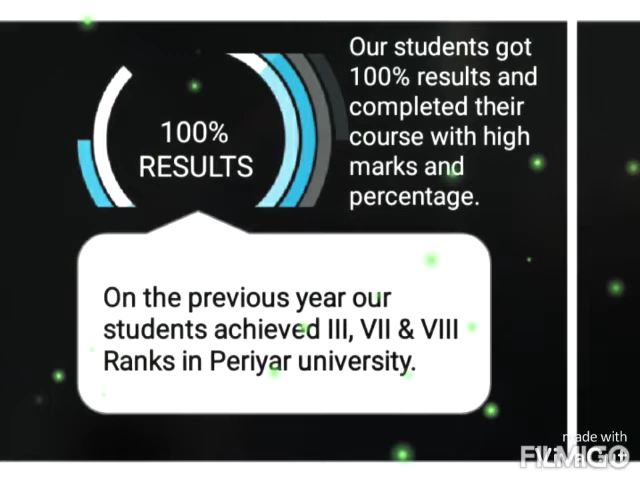 100%
RESULTS
Our students got
100% results and
completed their
course with high
marks and
percentage.
On the previous year our
students achieved III, VII & VIII
Ranks in Periyar university.
made with
FILMIGO